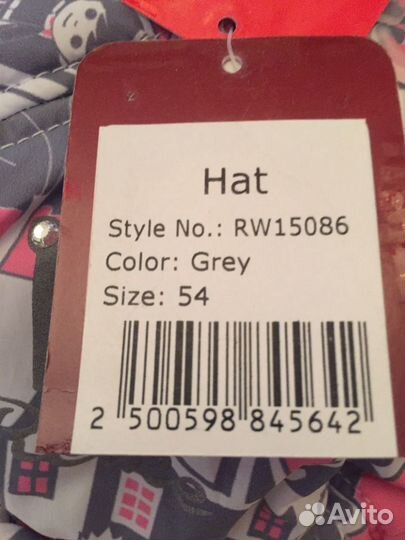 Hat
Style No.: RW15086
Color: Grey
Size: 54
2 500598 845642
Avito